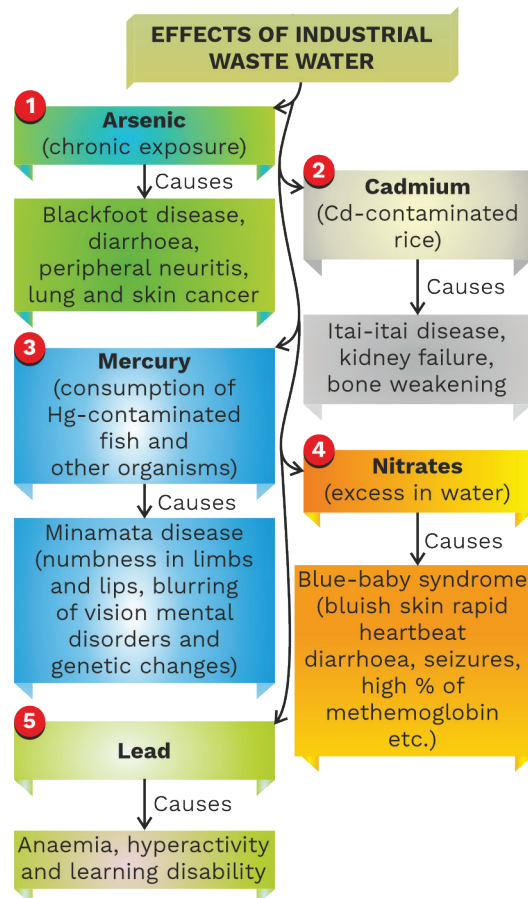 EFFECTS OF INDUSTRIAL
WASTE WATER
1
Arsenic
(chronic exposure)
Causes
Blackfoot disease,
diarrhoea,
peripheral neuritis,
lung and skin cancer
2
Cadmium
(Cd-contaminated
rice)
Causes
Itai-itai disease,
kidney failure,
bone weakening
3
Mercury
(consumption of
Hg-contaminated
fish and
other organisms)
Causes
Minamata disease
(numbness in limbs
and lips, blurring
of vision mental
disorders and
genetic changes)
4
Nitrates
(excess in water)
Causes
Blue-baby syndrome
(bluish skin rapid
heartbeat
diarrhoea, seizures,
high % of
methemoglobin
etc.)
5
Lead
Causes
Anaemia, hyperactivity
and learning disability